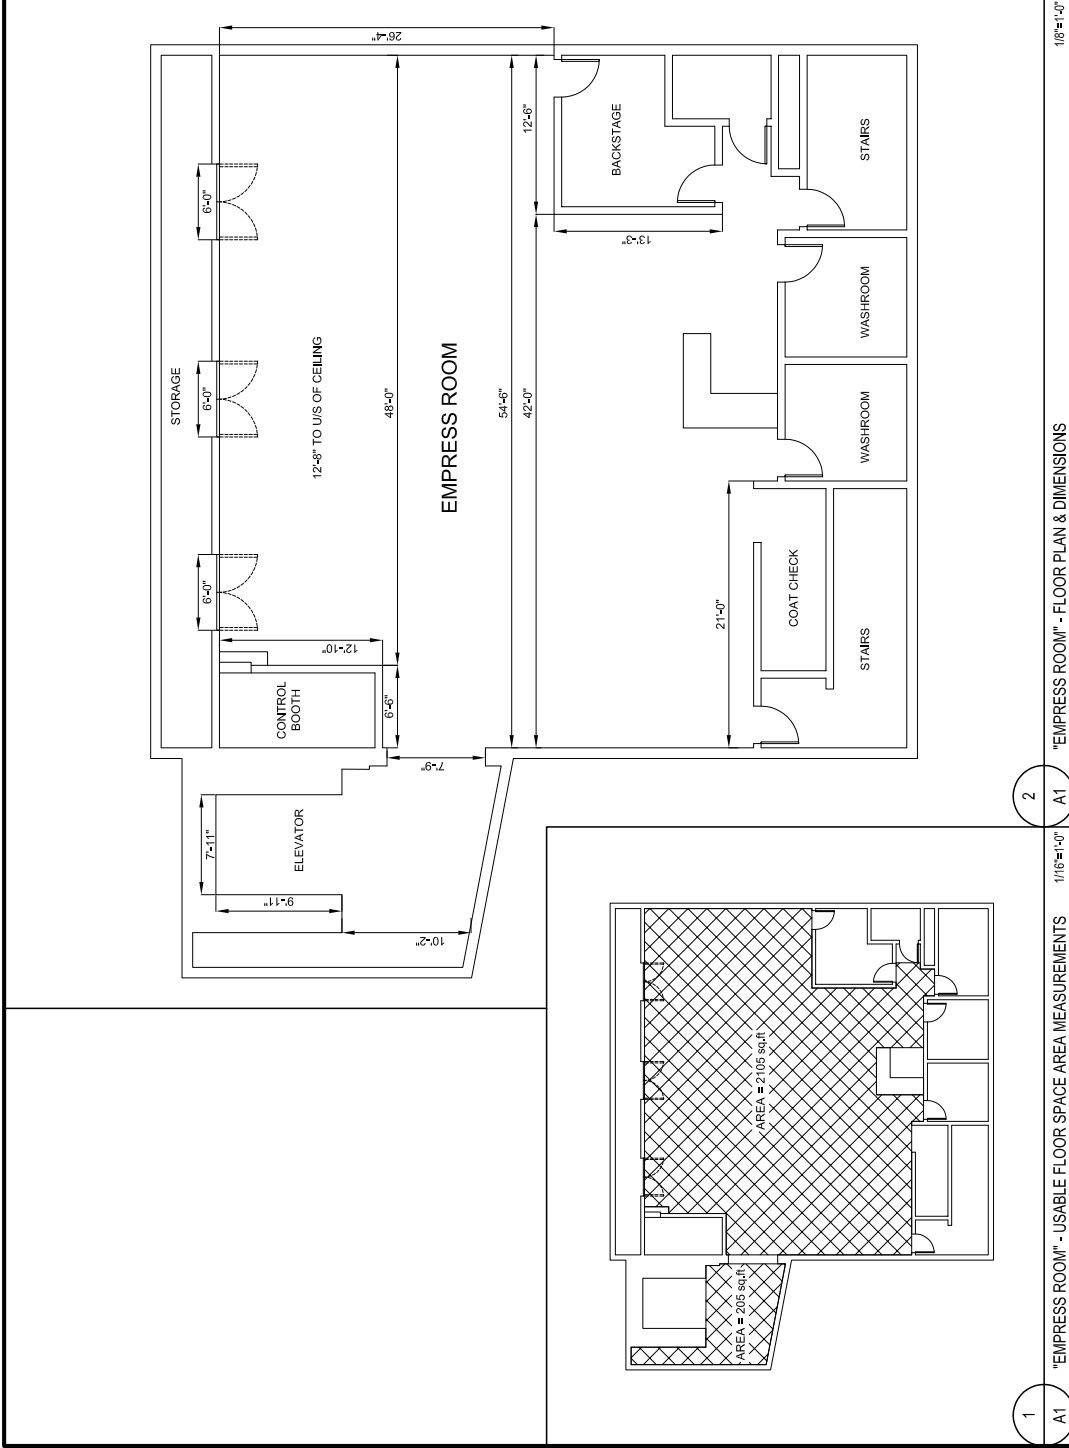 26'-4"
STORAGE
6'-0"
6'-0"
6'-0"
12'-8" TO U/S OF CEILING
48'-0"
EMPRESS ROOM
54'-6"
42'-0"
12'-6"
BACKSTAGE
13'-3"
STAIRS
WASHROOM
WASHROOM
21'-0"
COAT CHECK
STAIRS
12'-10"
CONTROL
BOOTH
6'-6"
7'-9"
7'-11"
ELEVATOR
9'-11"
10'-2"
AREA = 2105 sq.ft
AREA = 205 sq.ft
1
A1
"EMPRESS ROOM" - USABLE FLOOR SPACE AREA MEASUREMENTS
1/16"=1'-0"
2
A1
"EMPRESS ROOM" - FLOOR PLAN & DIMENSIONS
1/8"=1'-0"